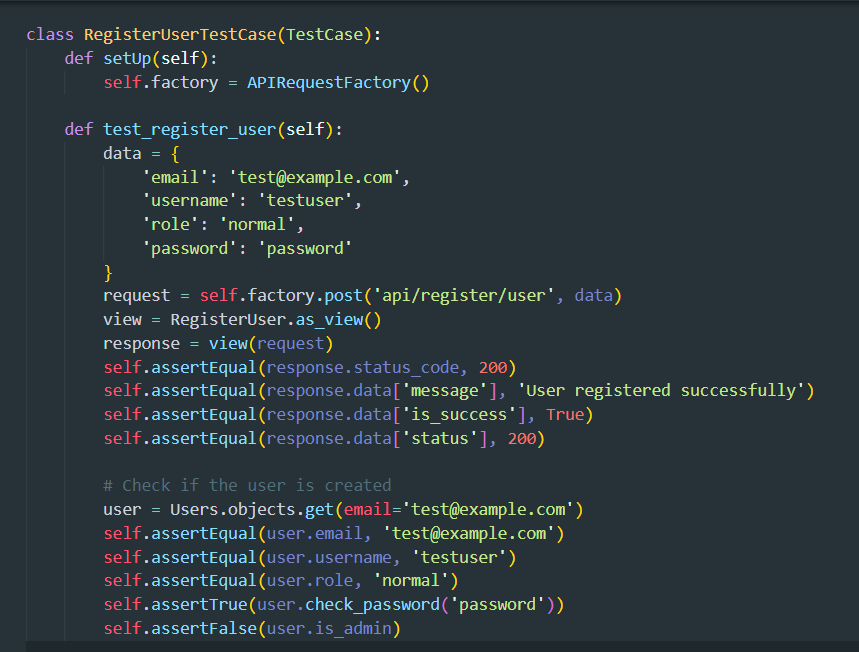 class RegisterUserTestCase(TestCase):
    def setUp(self):
        self.factory = APIRequestFactory()

    def test_register_user(self):
        data = {
            'email': 'test@example.com',
            'username': 'testuser',
            'role': 'normal',
            'password': 'password'
        }
        request = self.factory.post('api/register/user', data)
        view = RegisterUser.as_view()
        response = view(request)
        self.assertEqual(response.status_code, 200)
        self.assertEqual(response.data['message'], 'User registered successfully')
        self.assertEqual(response.data['is_success'], True)
        self.assertEqual(response.data['status'], 200)

        # Check if the user is created
        user = Users.objects.get(email='test@example.com')
        self.assertEqual(user.email, 'test@example.com')
        self.assertEqual(user.username, 'testuser')
        self.assertEqual(user.role, 'normal')
        self.assertTrue(user.check_password('password'))
        self.assertFalse(user.is_admin)